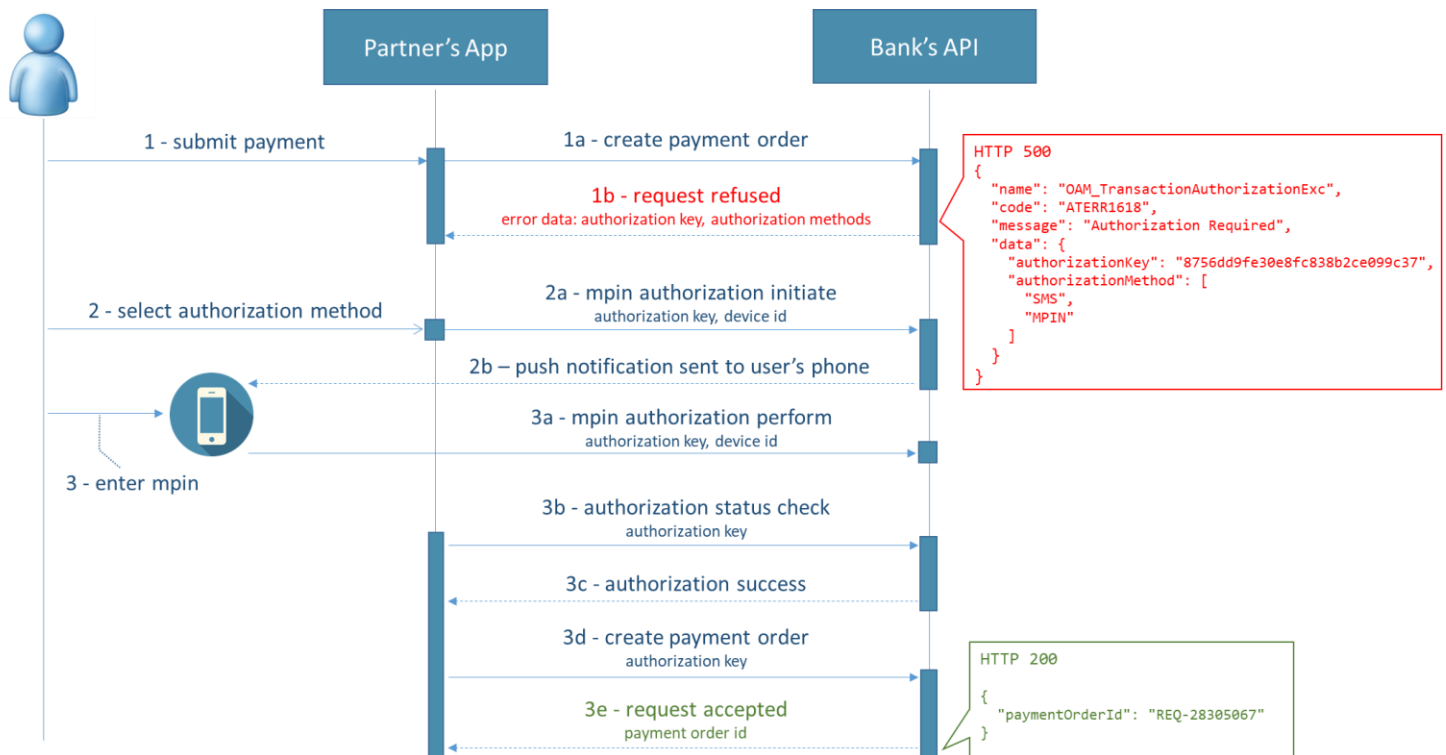 Partner's App
Bank's API
1 - submit payment
1a - create payment order
1b - request refused
error data: authorization key, authorization methods
HTTP 500
{
"name": "OAM_TransactionAuthorizationExc",
"code": "ATERR1618",
"message": "Authorization Required",
"data": {
"authorizationKey": "8756dd9fe30e8fc838b2ce099c37",
"authorizationMethod": [
"SMS",
"MPIN"
]
}
}
2 - select authorization method
2a - mpin authorization initiate
authorization key, device id
2b – push notification sent to user's phone
3 - enter mpin
3a - mpin authorization perform
authorization key, device id
3b - authorization status check
authorization key
3c - authorization success
3d - create payment order
authorization key
3e - request accepted
payment order id
HTTP 200
{
"paymentOrderId": "REQ-28305067"
}